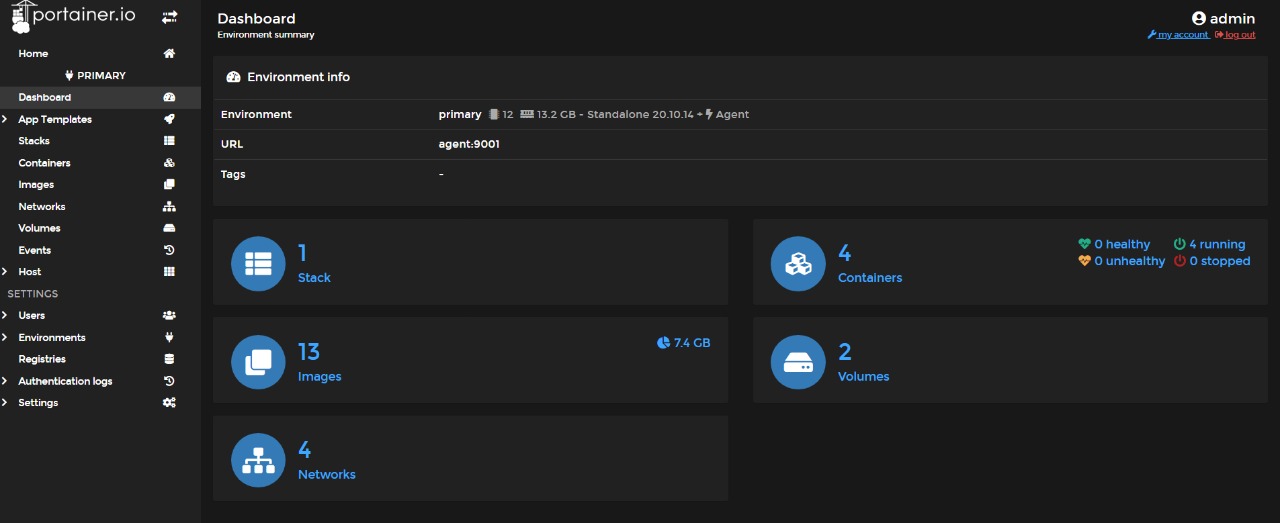 portainer.io
Home
PRIMARY
Dashboard
App Templates
Stacks
Containers
Images
Networks
Volumes
Events
Host
SETTINGS
Users
Environments
Registries
Authentication logs
Settings
Dashboard
Environment summary
admin
my account log out
Environment info
Environment primary 12 13.2 GB - Standalone 20.10.14 + Agent
URL agent:9001
Tags -
1
Stack
4
Containers
0 healthy 4 running
0 unhealthy 0 stopped
13
Images
7.4 GB
2
Volumes
4
Networks